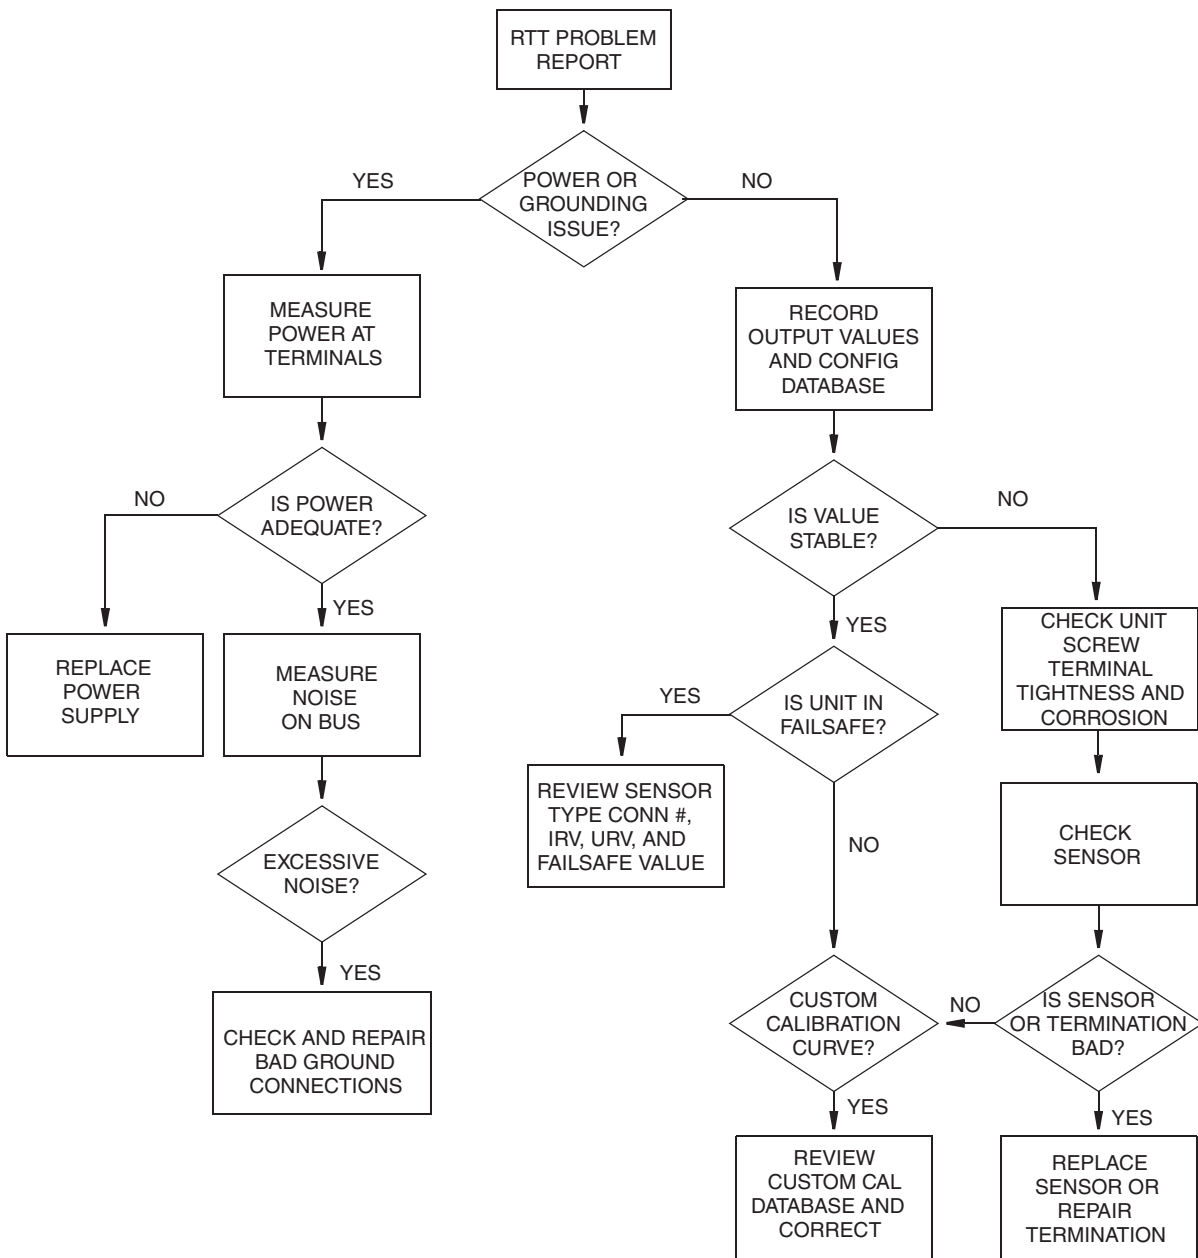 RTT PROBLEM
REPORT
POWER OR
GROUNDING
ISSUE?
YES
NO
MEASURE
POWER AT
TERMINALS
RECORD
OUTPUT VALUES
AND CONFIG
DATABASE
IS POWER
ADEQUATE?
NO
YES
IS VALUE
STABLE?
NO
YES
REPLACE
POWER
SUPPLY
MEASURE
NOISE
ON BUS
CHECK UNIT
SCREW
TERMINAL
TIGHTNESS AND
CORROSION
IS UNIT IN
FAILSAFE?
YES
NO
REVIEW SENSOR
TYPE CONN #,
IRV, URV, AND
FAILSAFE VALUE
CHECK
SENSOR
EXCESSIVE
NOISE?
YES
CHECK AND REPAIR
BAD GROUND
CONNECTIONS
CUSTOM
CALIBRATION
CURVE?
NO
IS SENSOR
OR TERMINATION
BAD?
YES
YES
REVIEW
CUSTOM CAL
DATABASE AND
CORRECT
REPLACE
SENSOR OR
REPAIR
TERMINATION